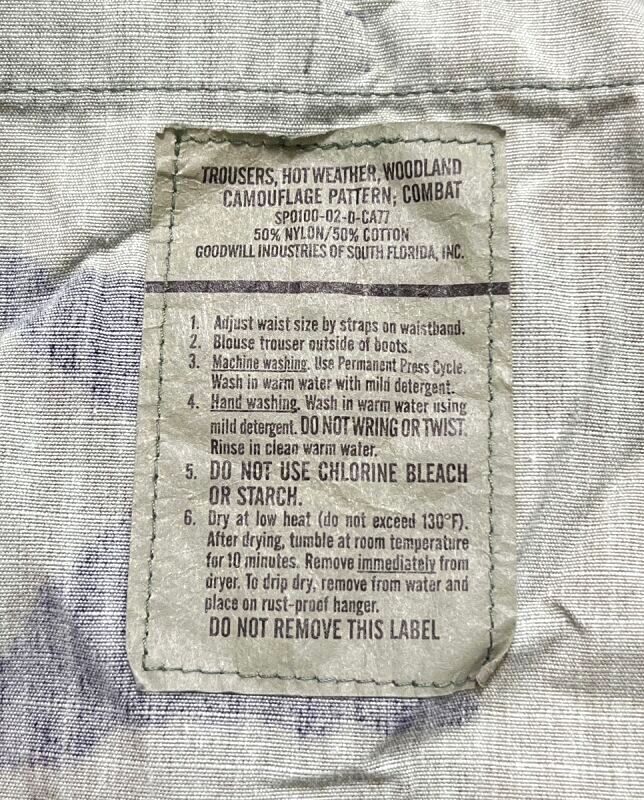 TROUSERS, HOT WEATHER, WOODLAND
CAMOUFLAGE PATTERN; COMBAT
SPO100-02-D-CA77
50% NYLON/50% COTTON
GOODWILL INDUSTRIES OF SOUTH FLORIDA, INC.
1. Adjust waist size by straps on waistband.
2. Blouse trouser outside of boots.
3. Machine washing. Use Permanent Press Cycle.
Wash in warm water with mild detergent.
4. Hand washing. Wash in warm water using
mild detergent. DO NOT WRING OR TWIST.
Rinse in clean warm water.
5. DO NOT USE CHLORINE BLEACH
OR STARCH.
6. Dry at low heat (do not exceed 130°F).
After drying, tumble at room temperature
for 10 minutes. Remove immediately from
dryer. To drip dry, remove from water and
place on rust-proof hanger.
DO NOT REMOVE THIS LABEL